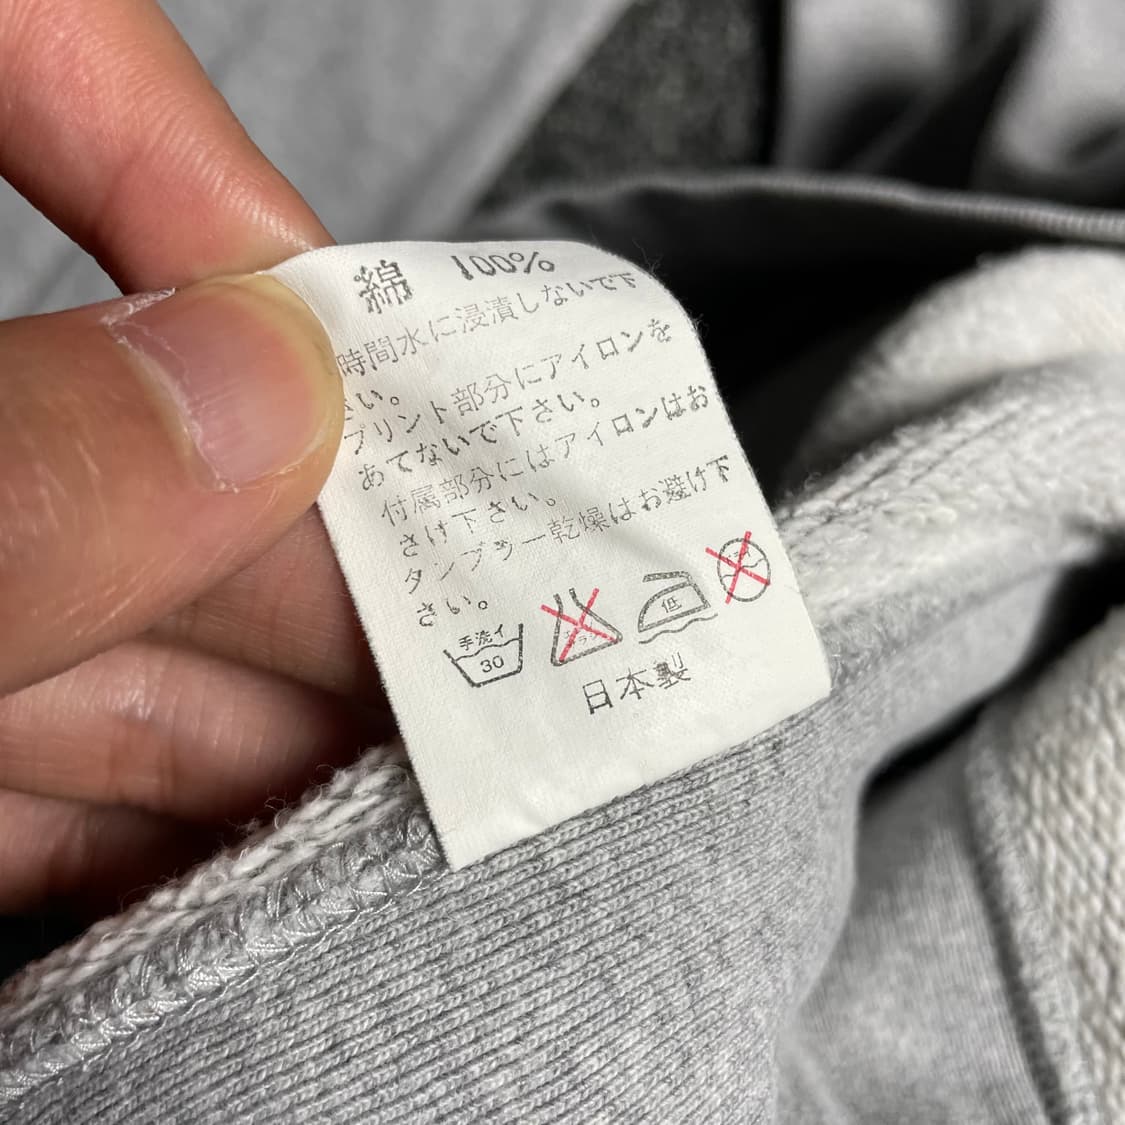 綿 100%
時間水に浸漬しないで下
さい。
プリント部分にアイロンを
あてないで下さい。
付属部分にはアイロンはお
さけ下さい。
タンブラー乾燥はお避け下
さい。
手洗イ
30
低
日本製